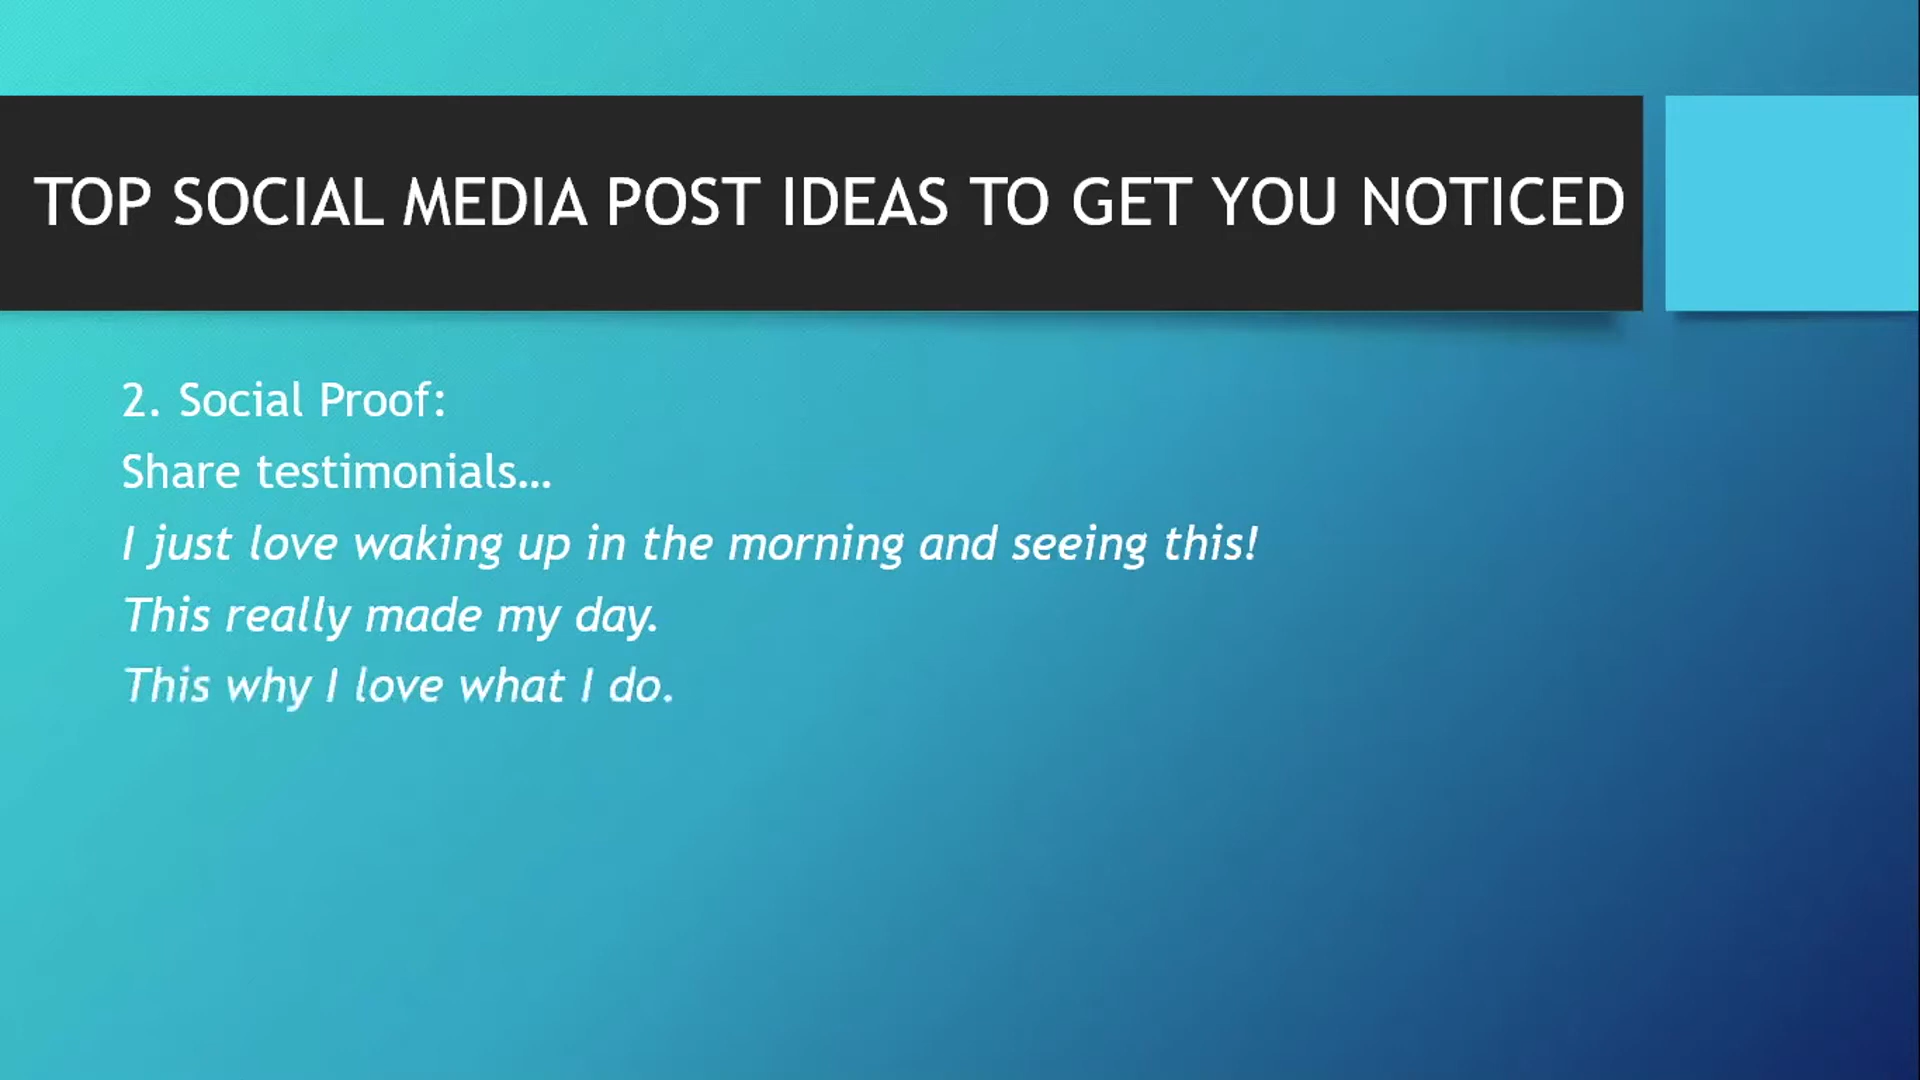 TOP SOCIAL MEDIA POST IDEAS TO GET YOU NOTICED
2. Social Proof:
Share testimonials...
I just love waking up in the morning and seeing this!
This really made my day.
This why I love what I do.